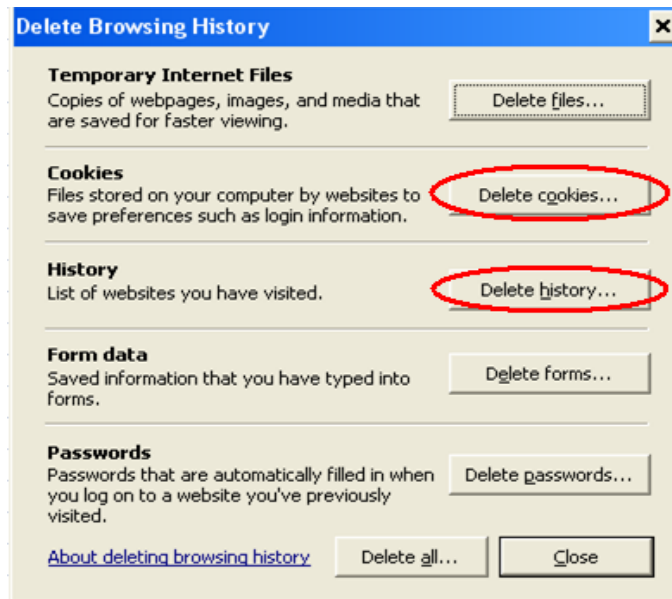 Delete Browsing History
Temporary Internet Files
Copies of webpages, images, and media that
are saved for faster viewing.
Delete files...
Cookies
Files stored on your computer by websites to
save preferences such as login information.
Delete cookies...
History
List of websites you have visited.
Delete history...
Form data
Saved information that you have typed into
forms.
Delete forms...
Passwords
Passwords that are automatically filled in when
you log on to a website you've previously
visited.
Delete passwords...
About deleting browsing history
Delete all...
Close